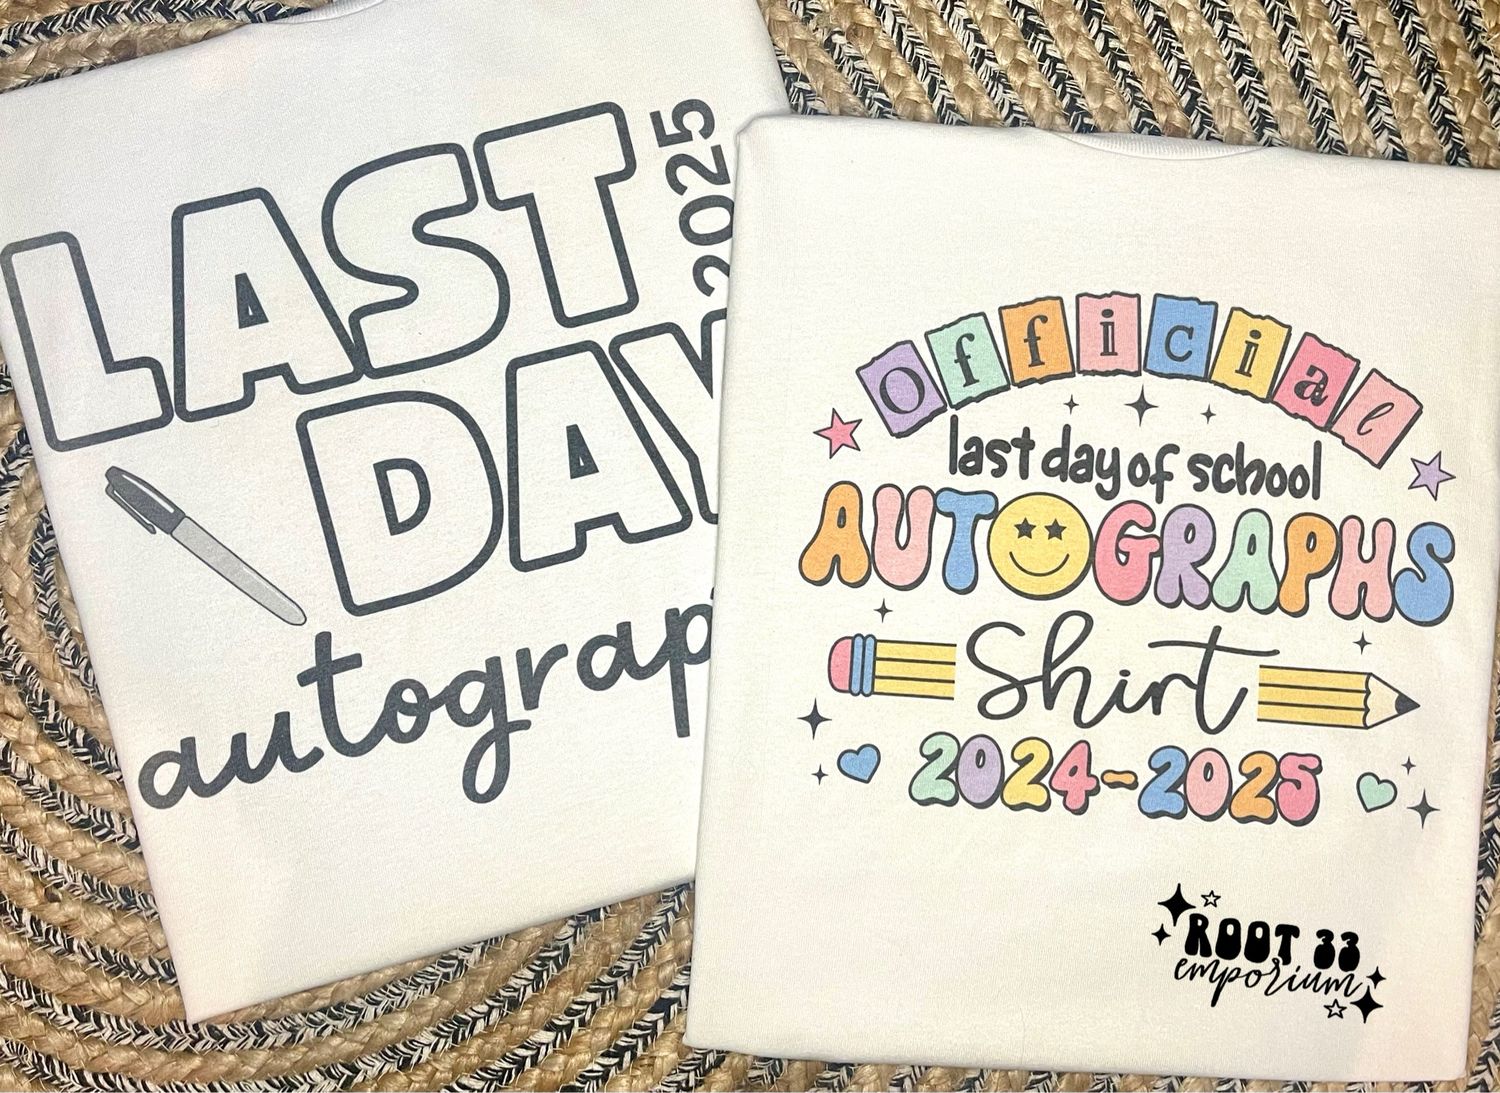 LAST
DAY
2025
autograp
Official
last day of school
AUTOGRAPHS
Shirt
2024-2025
ROOT 33
emporium